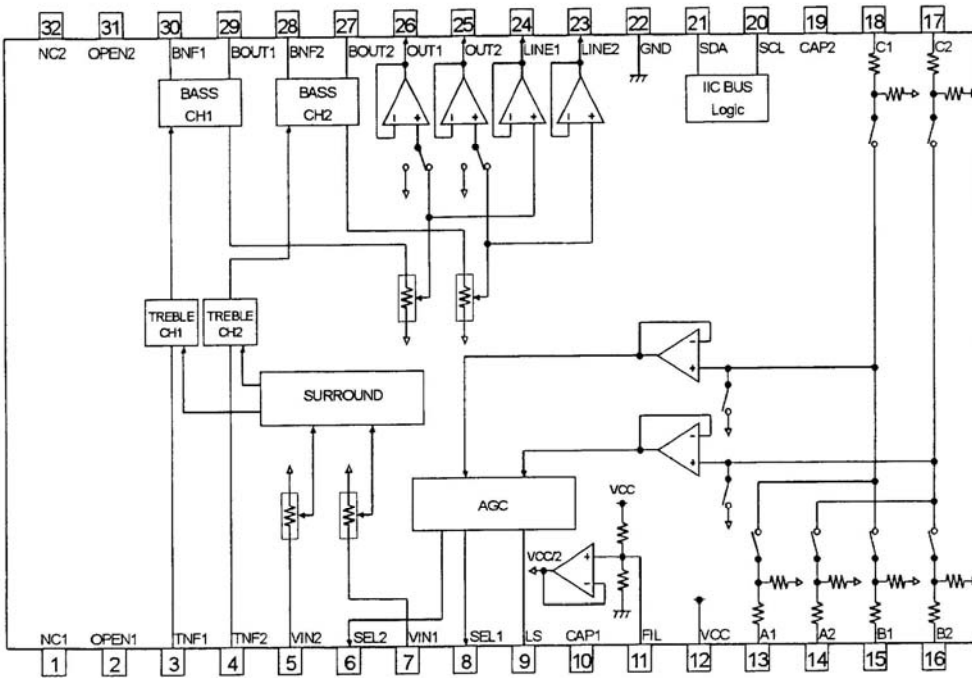 32 31 30 29 28 27 26 25 24 23 22 21 20 19 18 17
NC2 OPEN2 BNF1 BOUT1 BNF2 BOUT2 OUT1 OUT2 LINE1 LINE2 GND SDA SCL CAP2 C1 C2
BASS
CH1
BASS
CH2
IIC BUS
Logic
- + - + - + - +
TREBLE
CH1
TREBLE
CH2
SURROUND
-
+
-
+
AGC
VCC
VCC/2
+
-
NC1 OPEN1 TNF1 TNF2 VIN2 SEL2 VIN1 SEL1 LS CAP1 FIL VCC A1 A2 B1 B2
1 2 3 4 5 6 7 8 9 10 11 12 13 14 15 16